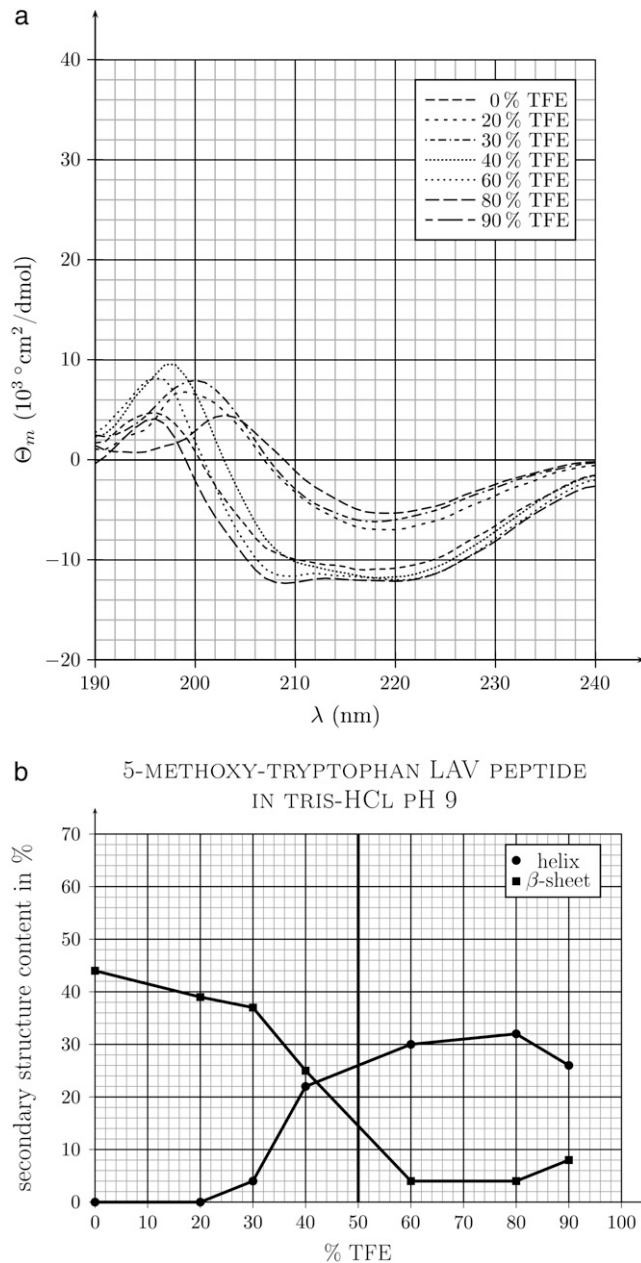 a
40
30
20
10
0
−10
−20
Θm (10³ °cm²/dmol)
0 % TFE
20 % TFE
30 % TFE
40 % TFE
60 % TFE
80 % TFE
90 % TFE
190 200 210 220 230 240
λ (nm)
b
5-METHOXY-TRYPTOPHAN LAV PEPTIDE
IN TRIS-HCL PH 9
70
60
50
40
30
20
10
0
secondary structure content in %
helix
β-sheet
0 10 20 30 40 50 60 70 80 90 100
% TFE